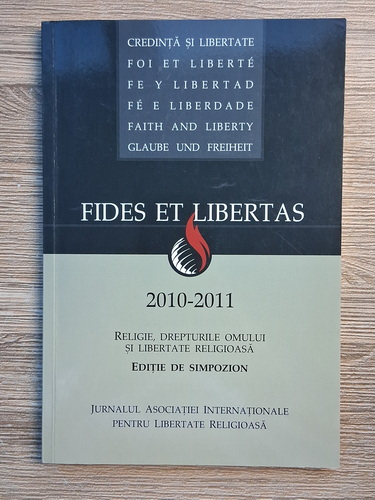 CREDINȚĂ ȘI LIBERTATE
FOI ET LIBERTÉ
FE Y LIBERTAD
FÉ E LIBERDADE
FAITH AND LIBERTY
GLAUBE UND FREIHEIT
FIDES ET LIBERTAS
2010-2011
RELIGIE, DREPTURILE OMULUI
ȘI LIBERTATE RELIGIOASĂ
EDIȚIE DE SIMPOZION
JURNALUL ASOCIAȚIEI INTERNAȚIONALE
PENTRU LIBERTATE RELIGIOASĂ